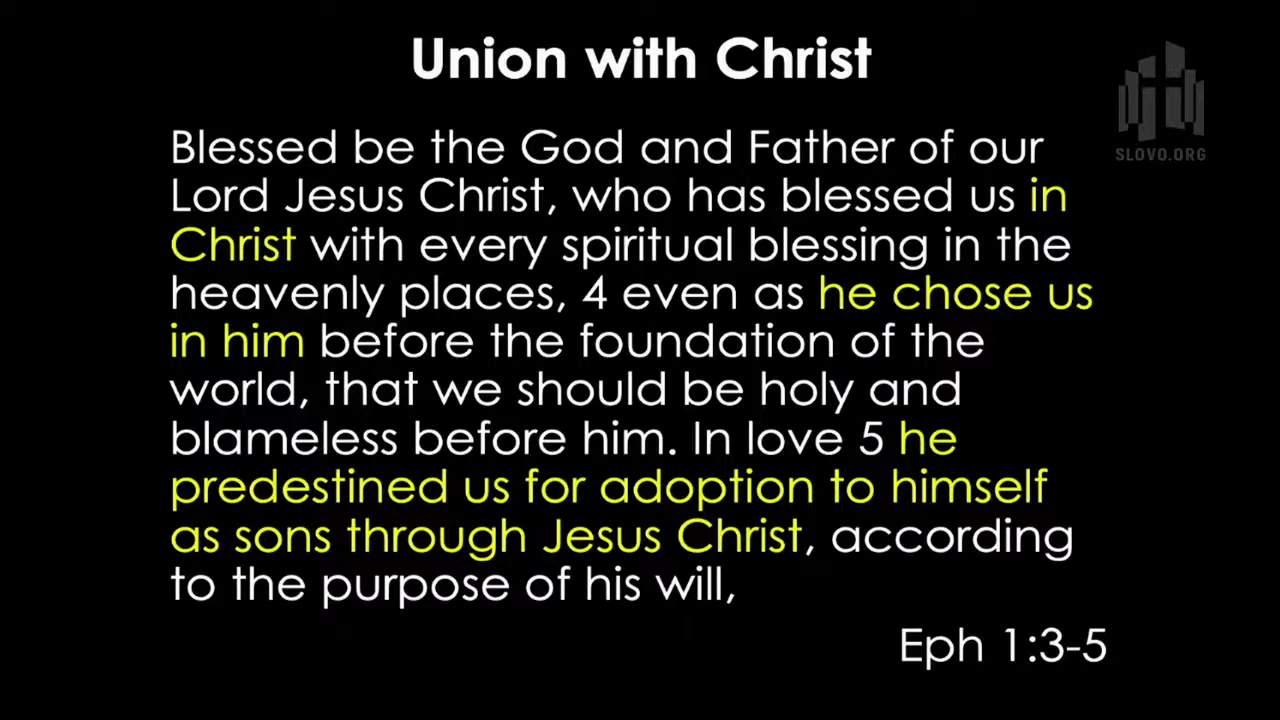 Union with Christ
SLOVO.ORG
Blessed be the God and Father of our
Lord Jesus Christ, who has blessed us in
Christ with every spiritual blessing in the
heavenly places, 4 even as he chose us
in him before the foundation of the
world, that we should be holy and
blameless before him. In love 5 he
predestined us for adoption to himself
as sons through Jesus Christ, according
to the purpose of his will,
Eph 1:3-5